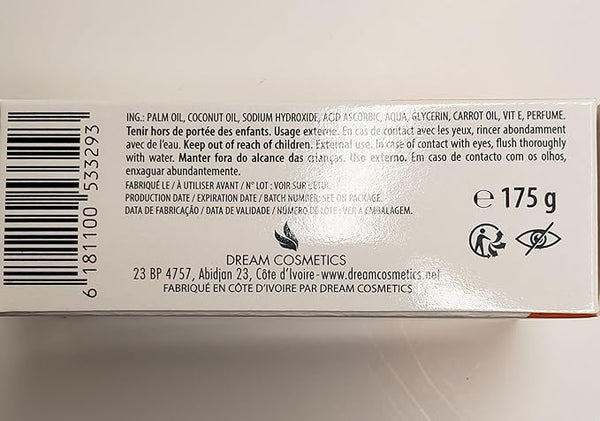 ING.: PALM OIL, COCONUT OIL, SODIUM HYDROXIDE, ACID ASCORBIC, AQUA, GLYCERIN, CARROT OIL, VIT E, PERFUME.
Tenir hors de portée des enfants. Usage externe. En cas de contact avec les yeux, rincer abondamment
avec de l'eau. Keep out of reach of children. External use. In case of contact with eyes, flush thoroughly
with water. Manter fora do alcance das crianças. Uso externo. Em caso de contacto com os olhos,
enxaguar abundantemente.
FABRIQUÉ LE / À UTILISER AVANT / N° LOT : VOIR SUR L'ÉTUI.
PRODUCTION DATE / EXPIRATION DATE / BATCH NUMBER: SEE ON PACKAGE.
DATA DE FABRICAÇÃO / DATA DE VALIDADE / NÚMERO DE LOTE : VER A EMBALAGEM.
℮ 175 g
DREAM COSMETICS
23 BP 4757, Abidjan 23, Côte d'Ivoire - www.dreamcosmetics.net
FABRIQUÉ EN CÔTE D'IVOIRE PAR DREAM COSMETICS
6 181100 533293